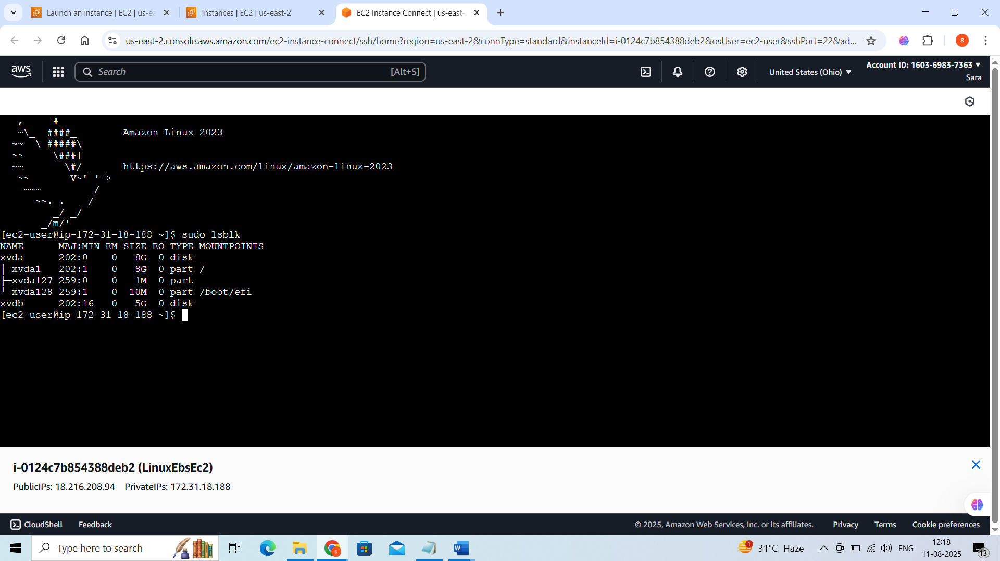 Launch an instance | EC2 | us-ea
Instances | EC2 | us-east-2
EC2 Instance Connect | us-east-
us-east-2.console.aws.amazon.com/ec2-instance-connect/ssh/home?region=us-east-2&connType=standard&instanceId=i-0124c7b854388deb2&osUser=ec2-user&sshPort=22&ad...
S
aws
Search
[Alt+S]
United States (Ohio)
Account ID: 1603-6983-7363
Sara
   ,     #_
   ~\_  ####_        Amazon Linux 2023
  ~~  \_#####\
  ~~     \###|
  ~~       \#/ ___   https://aws.amazon.com/linux/amazon-linux-2023
   ~~       V~' '->
    ~~~         /
      ~~._.   _/
         _/ _/
       _/m/'
[ec2-user@ip-172-31-18-188 ~]$ sudo lsblk
NAME      MAJ:MIN RM SIZE RO TYPE MOUNTPOINTS
xvda      202:0    0   8G  0 disk
├─xvda1   202:1    0   8G  0 part /
├─xvda127 259:0    0   1M  0 part
└─xvda128 259:1    0  10M  0 part /boot/efi
xvdb      202:16   0   5G  0 disk
[ec2-user@ip-172-31-18-188 ~]$
i-0124c7b854388deb2 (LinuxEbsEc2)
PublicIPs: 18.216.208.94 PrivateIPs: 172.31.18.188
CloudShell
Feedback
© 2025, Amazon Web Services, Inc. or its affiliates.
Privacy
Terms
Cookie preferences
Type here to search
W
1
31°C Haze
ENG
12:18
11-08-2025
13